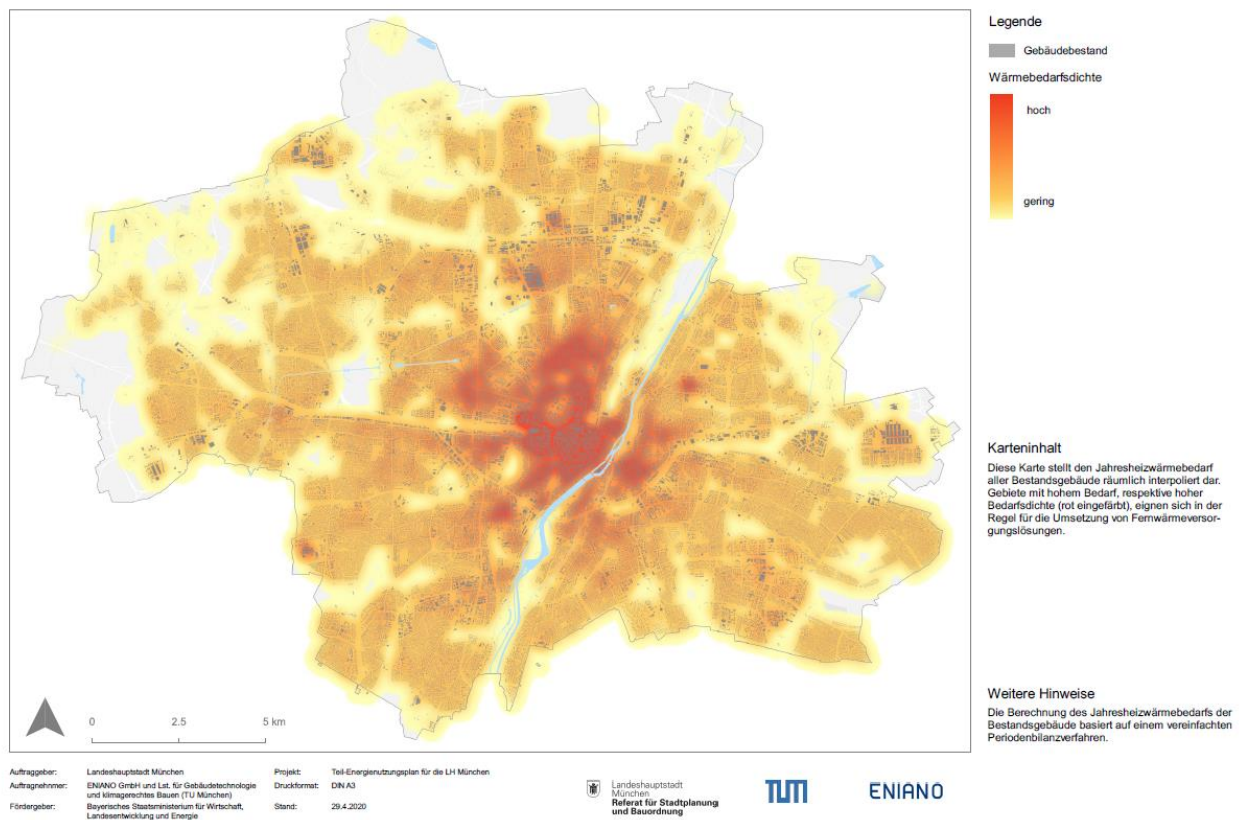 Legende
Gebäudebestand
Wärmebedarfsdichte
hoch
gering
Karteninhalt
Diese Karte stellt den Jahresheizwärmebedarf
aller Bestandsgebäude räumlich interpoliert dar.
Gebiete mit hohem Bedarf, respektive hoher
Bedarfsdichte (rot eingefärbt), eignen sich in der
Regel für die Umsetzung von Fernwärmeversor-
gungslösungen.
Weitere Hinweise
Die Berechnung des Jahresheizwärmebedarfs der
Bestandsgebäude basiert auf einem vereinfachten
Periodenbilanzverfahren.
0 2.5 5 km
Auftraggeber: Landeshauptstadt München
Auftragnehmer: ENIANO GmbH und Lst. für Gebäudetechnologie
und klimagerechtes Bauen (TU München)
Fördergeber: Bayerisches Staatsministerium für Wirtschaft,
Landesentwicklung und Energie
Projekt: Teil-Energienutzungsplan für die LH München
Druckformat: DIN A3
Stand: 29.4.2020
Landeshauptstadt
München
Referat für Stadtplanung
und Bauordnung
TUM
ENIANO